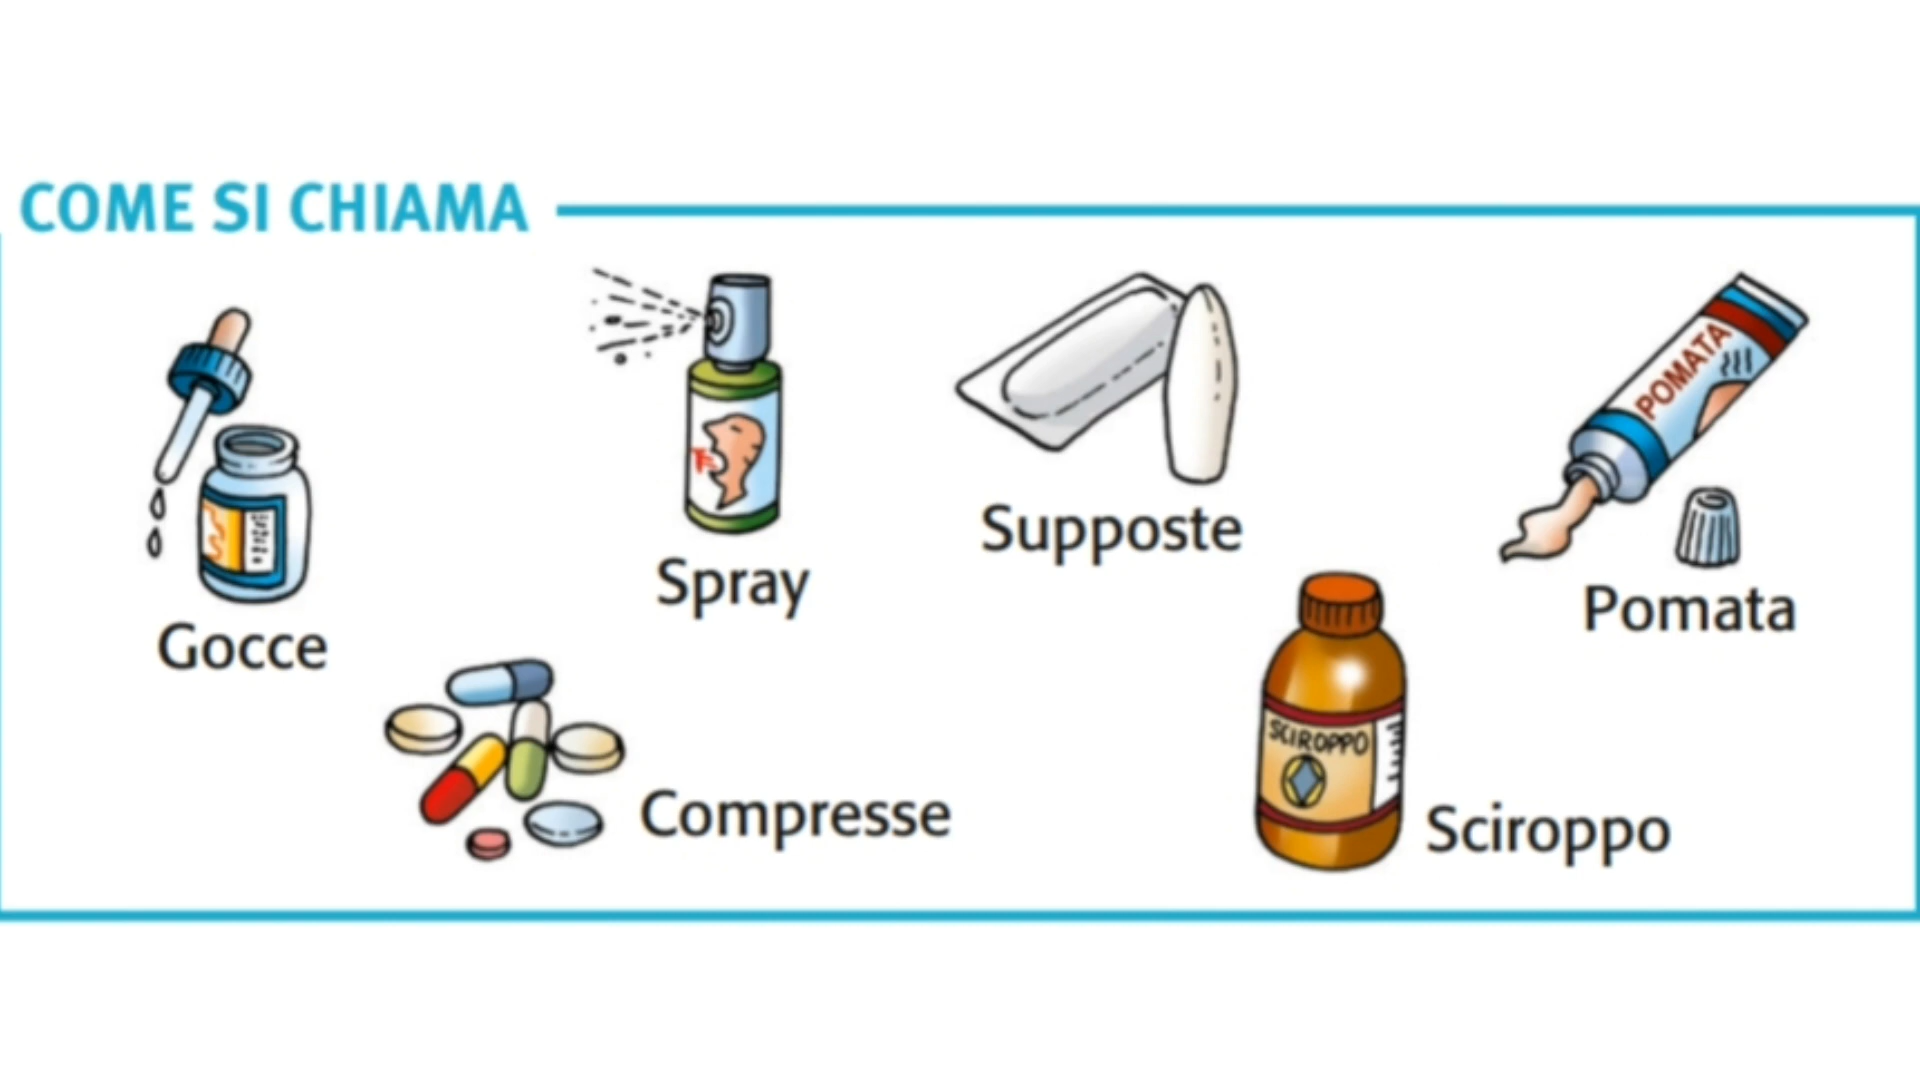 COME SI CHIAMA
POMATA
Supposte
Spray
Pomata
Gocce
SCIROPPO
Compresse
Sciroppo